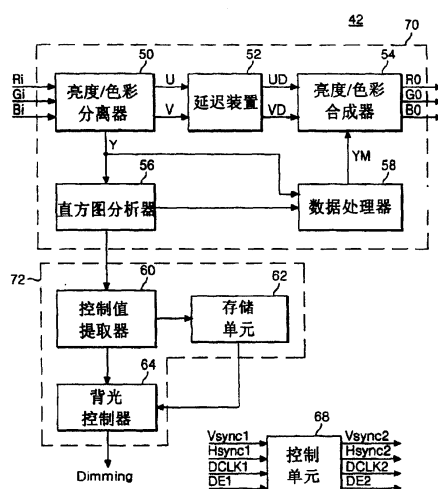 42
70
50
52
54
Ri
Gi
Bi
亮度/色彩
分离器
U
V
延迟装置
UD
VD
亮度/色彩
合成器
R0
G0
B0
Y
YM
56
58
直方图分析器
数据处理器
72
60
62
控制值
提取器
存储
单元
64
背光
控制器
68
Vsync1
Hsync1
DCLK1
DE1
控制
单元
Vsync2
Hsync2
DCLK2
DE2
Dimming